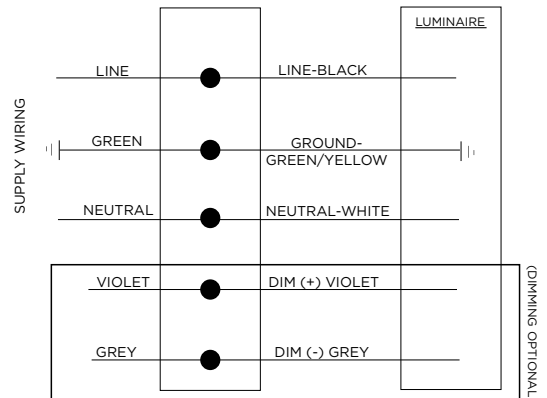 LUMINAIRE
SUPPLY WIRING
LINE
LINE-BLACK
GREEN
GROUND-
GREEN/YELLOW
NEUTRAL
NEUTRAL-WHITE
VIOLET
DIM (+) VIOLET
GREY
DIM (-) GREY
(DIMMING OPTIONAL